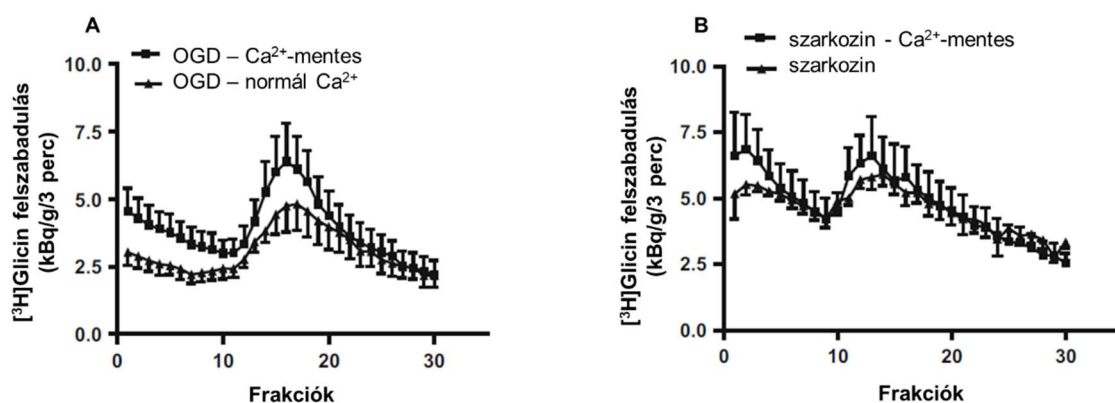 A
OGD – Ca²⁺-mentes
OGD – normál Ca²⁺
10.0
7.5
5.0
2.5
0.0
0 10 20 30
Frakciók
[³H]Glicin felszabadulás
(kBq/g/3 perc)
B
szarkozin - Ca²⁺-mentes
szarkozin
10.0
7.5
5.0
2.5
0.0
0 10 20 30
Frakciók
[³H]Glicin felszabadulás
(kBq/g/3 perc)